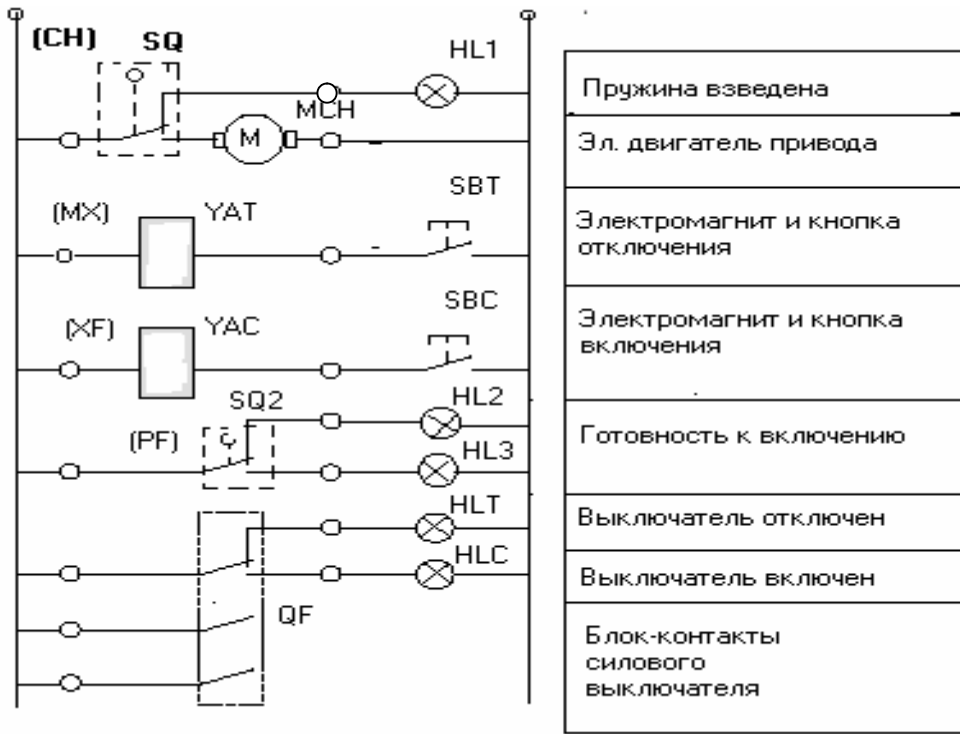 (CH) SQ
HL1
MCH
M
SBT
(MX) YAT
SBC
(XF) YAC
SQ2
HL2
(PF)
HL3
HLT
HLC
QF
Пружина взведена
Эл. двигатель привода
Электромагнит и кнопка
отключения
Электромагнит и кнопка
включения
Готовность к включению
Выключатель отключен
Выключатель включен
Блок-контакты
силового
выключателя